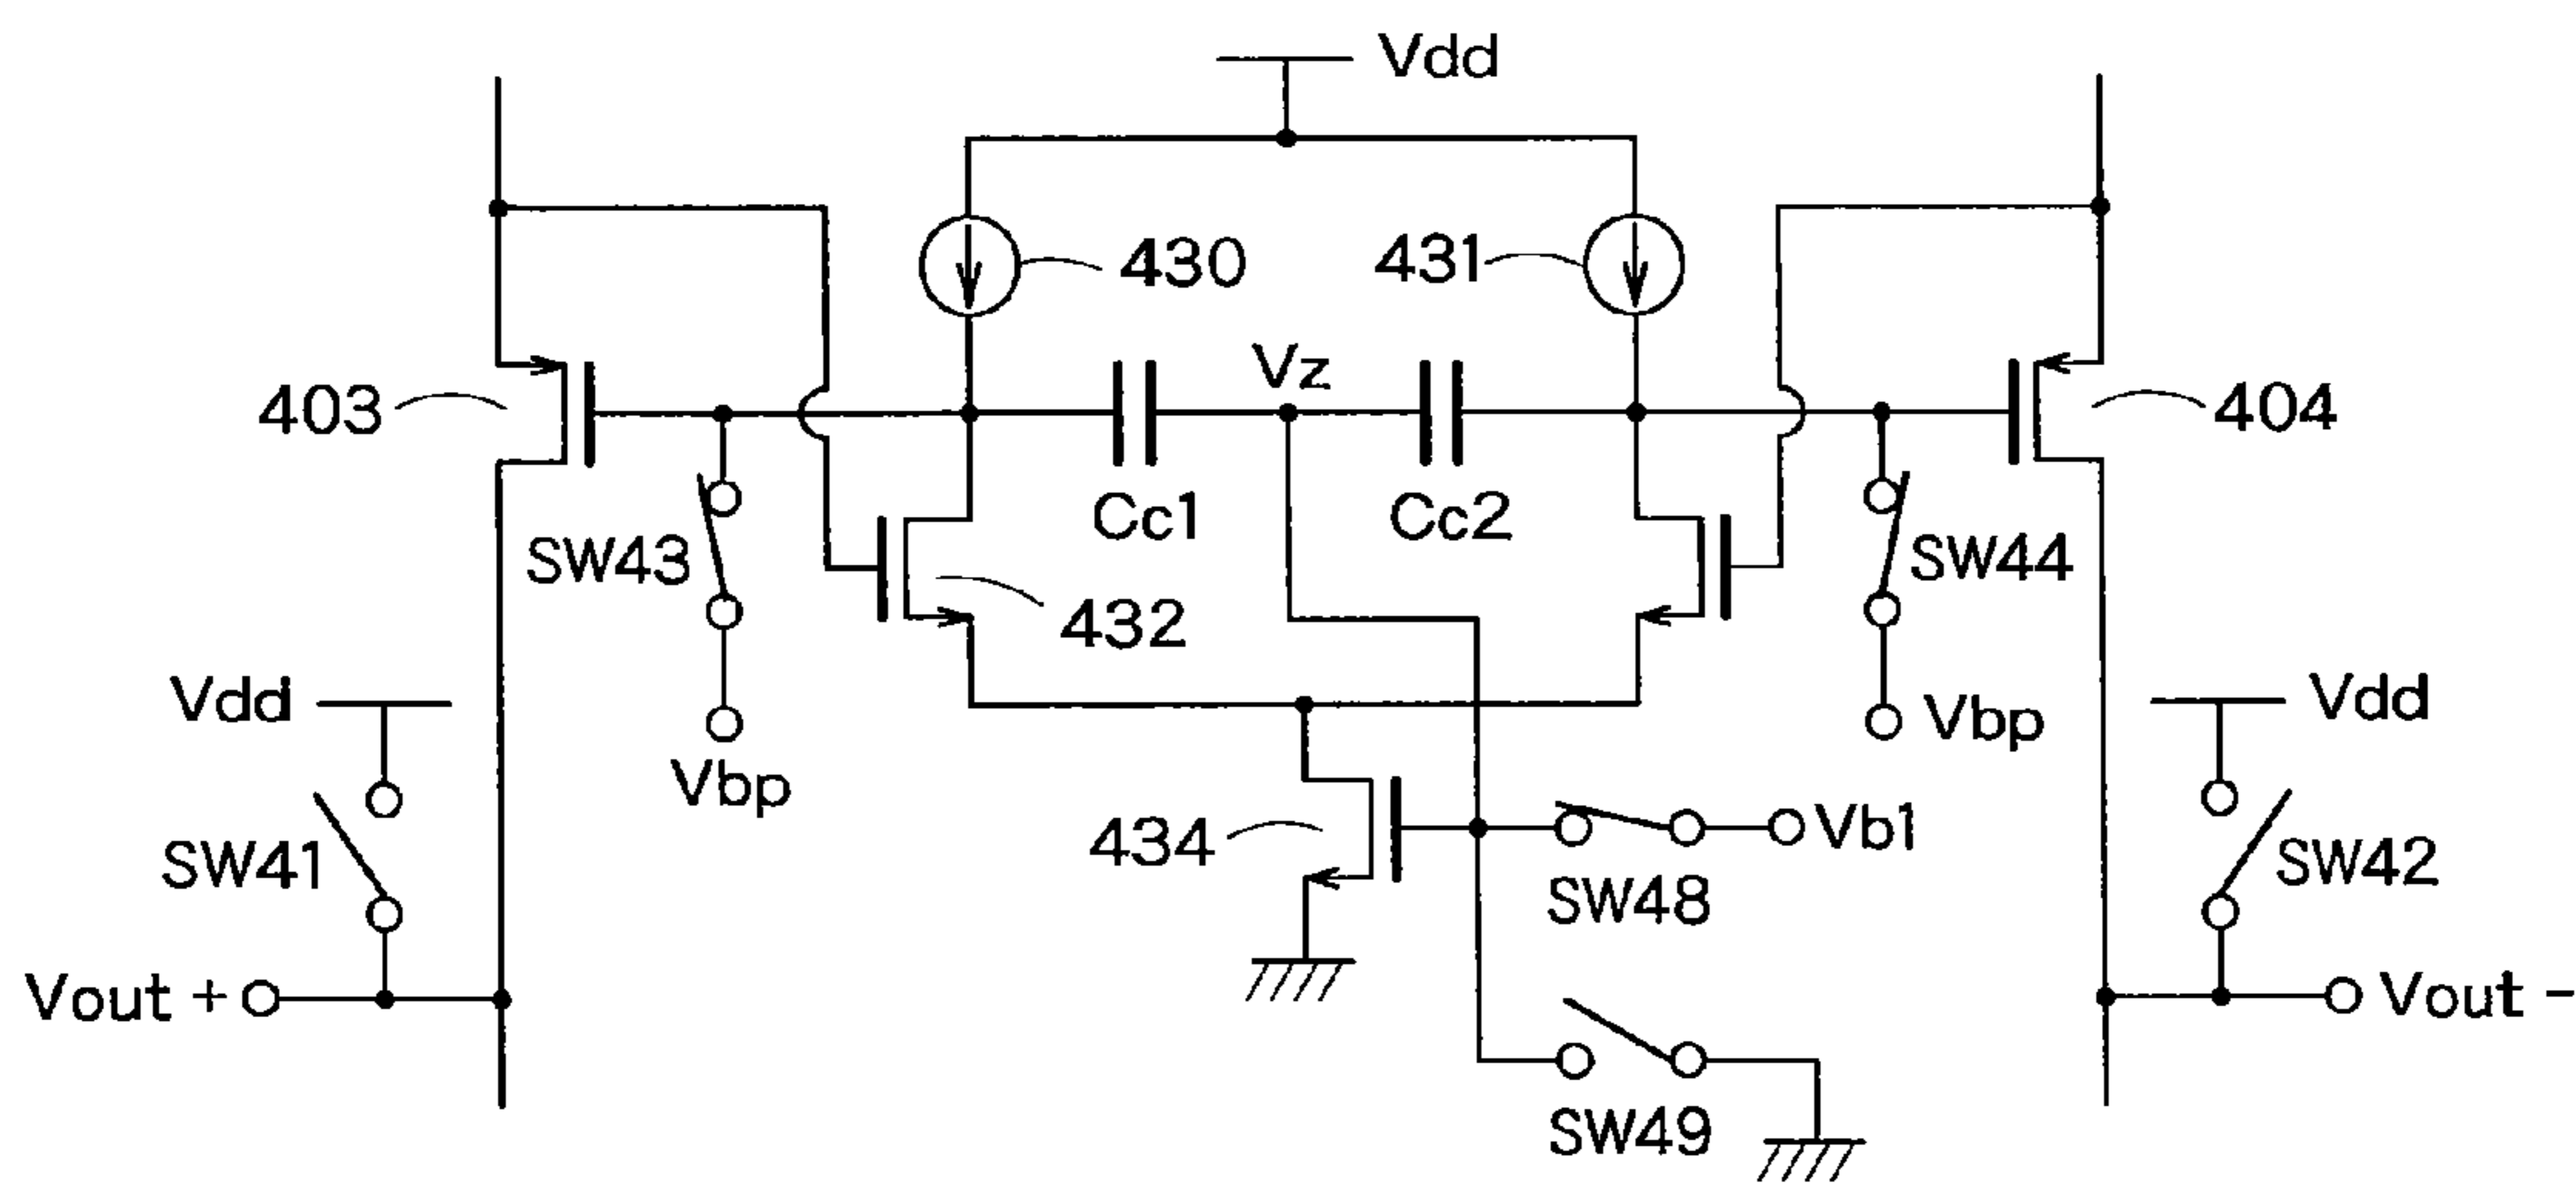 Vdd
430
431
Vz
403
404
Cc1
Cc2
SW43
SW44
432
Vdd
Vbp
Vbp
Vdd
434
Vb1
SW41
SW42
SW48
Vout +
Vout -
SW49